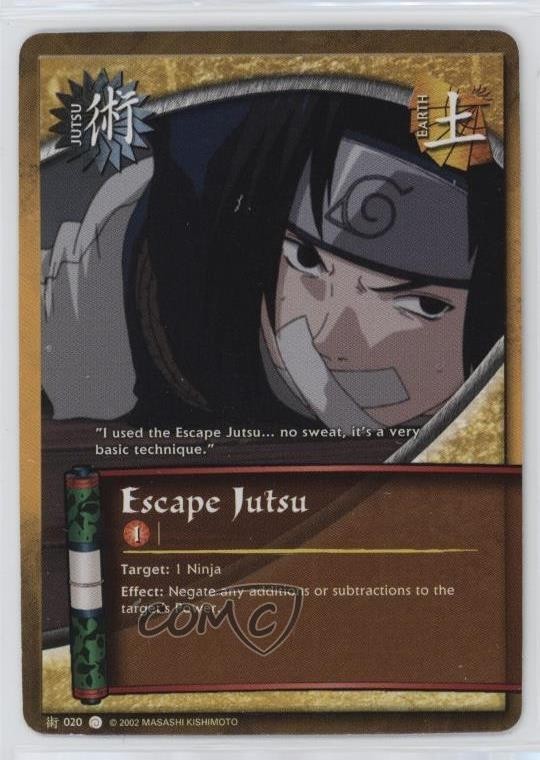 JUTSU
術
EARTH
土
"I used the Escape Jutsu... no sweat, it's a very
basic technique."
Escape Jutsu
1
Target: 1 Ninja
Effect: Negate any additions or subtractions to the
target's Power.
COMC
術 020 © 2002 MASASHI KISHIMOTO